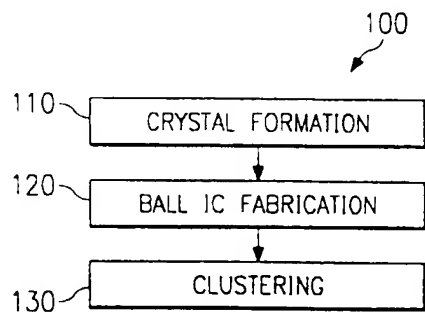 100
110 CRYSTAL FORMATION
120 BALL IC FABRICATION
130 CLUSTERING